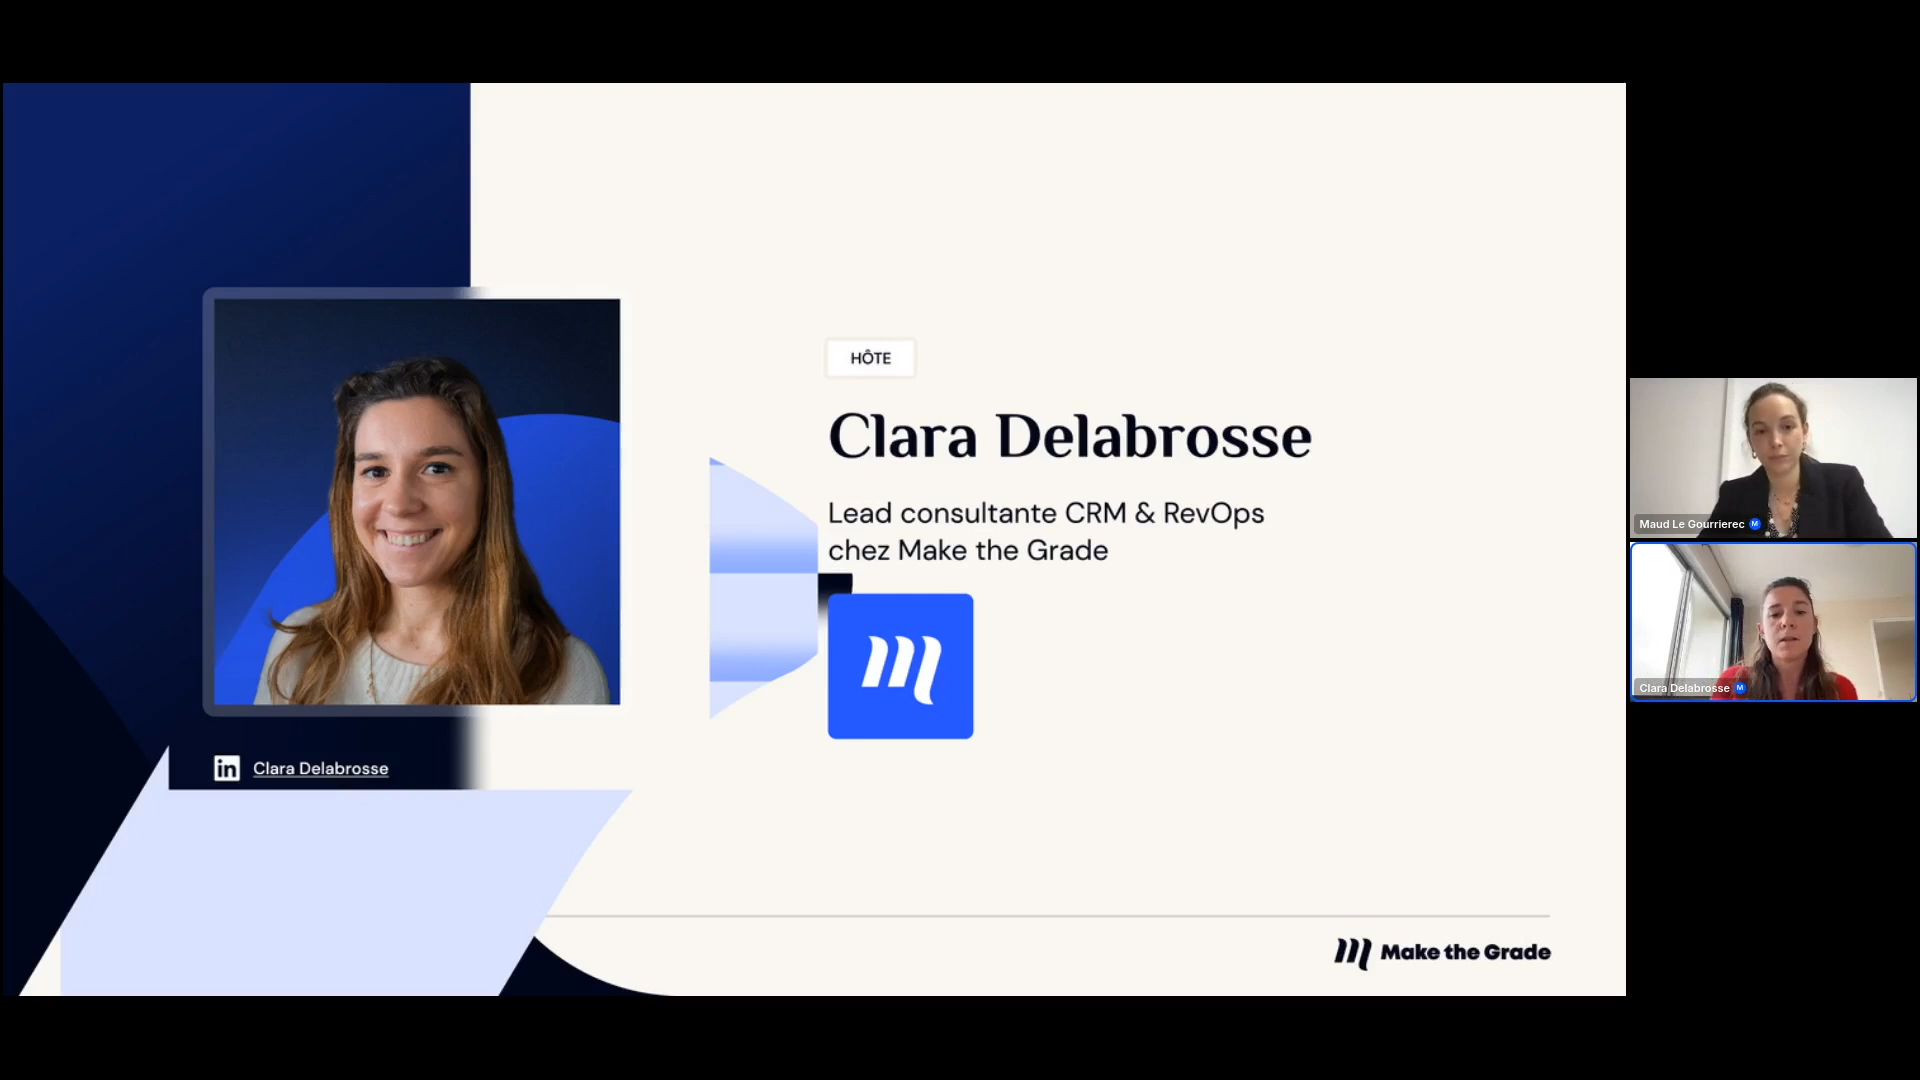 HÔTE
Clara Delabrosse
Lead consultante CRM & RevOps
chez Make the Grade
in Clara Delabrosse
Make the Grade
Maud Le Gourrierec M
Clara Delabrosse M